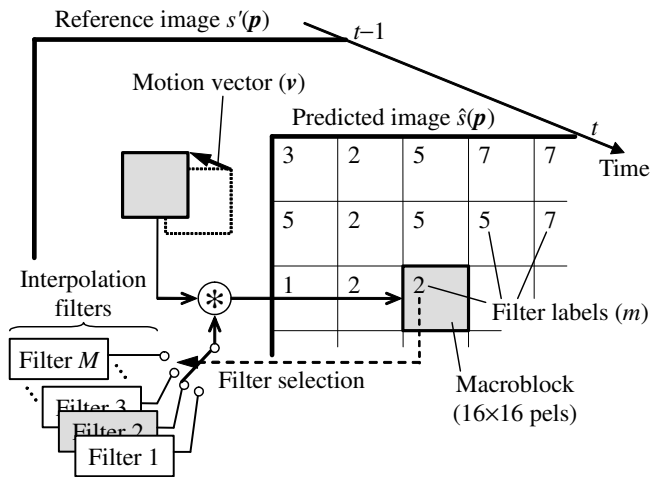 Reference image s'(p)
t−1
Motion vector (v)
Predicted image ŝ(p)
t
Time
3 2 5 7 7
5 2 5 5 7
1 2 2
Interpolation
filters
Filter labels (m)
Filter M
Filter selection
Macroblock
(16×16 pels)
Filter 3
Filter 2
Filter 1